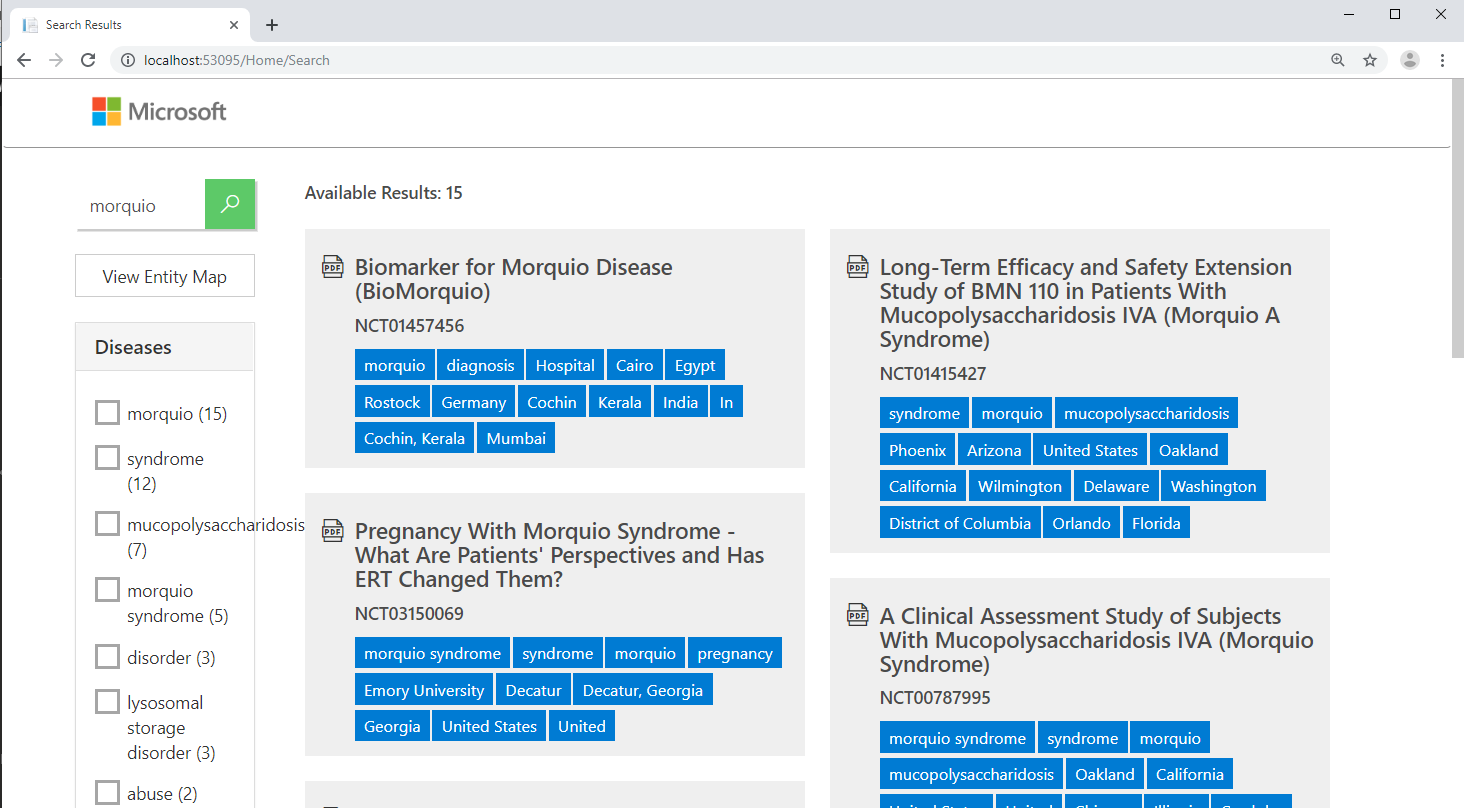 Search Results
localhost:53095/Home/Search
Microsoft
morquio
View Entity Map
Diseases
morquio (15)
syndrome
(12)
mucopolysaccharidosis
(7)
morquio
syndrome (5)
disorder (3)
lysosomal
storage
disorder (3)
abuse (2)
Available Results: 15
PDF Biomarker for Morquio Disease
(BioMorquio)
NCT01457456
morquio diagnosis Hospital Cairo Egypt
Rostock Germany Cochin Kerala India In
Cochin, Kerala Mumbai
PDF Pregnancy With Morquio Syndrome -
What Are Patients' Perspectives and Has
ERT Changed Them?
NCT03150069
morquio syndrome syndrome morquio pregnancy
Emory University Decatur Decatur, Georgia
Georgia United States United
PDF Long-Term Efficacy and Safety Extension
Study of BMN 110 in Patients With
Mucopolysaccharidosis IVA (Morquio A
Syndrome)
NCT01415427
syndrome morquio mucopolysaccharidosis
Phoenix Arizona United States Oakland
California Wilmington Delaware Washington
District of Columbia Orlando Florida
PDF A Clinical Assessment Study of Subjects
With Mucopolysaccharidosis IVA (Morquio
Syndrome)
NCT00787995
morquio syndrome syndrome morquio
mucopolysaccharidosis Oakland California